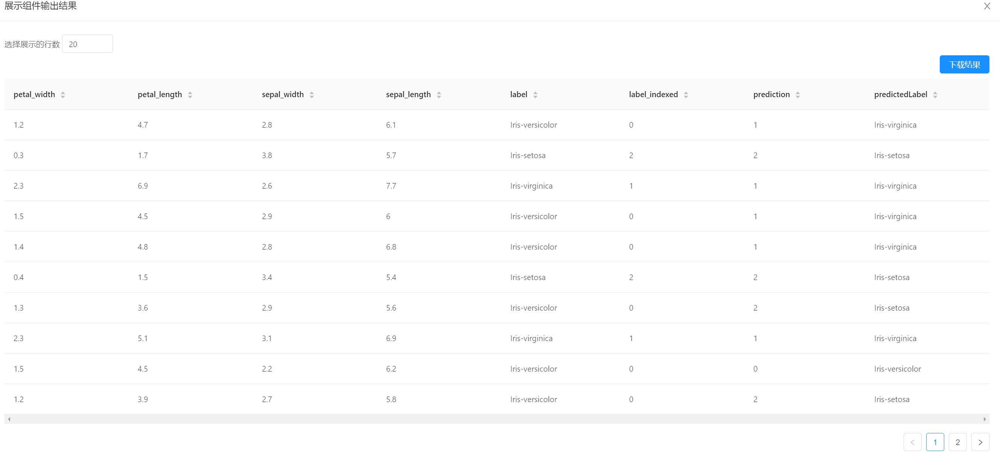 展示组件输出结果
选择展示的行数 20
下载结果
petal_width petal_length sepal_width sepal_length label label_indexed prediction predictedLabel
1.2 4.7 2.8 6.1 Iris-versicolor 0 1 Iris-virginica
0.3 1.7 3.8 5.7 Iris-setosa 2 2 Iris-setosa
2.3 6.9 2.6 7.7 Iris-virginica 1 1 Iris-virginica
1.5 4.5 2.9 6 Iris-versicolor 0 1 Iris-virginica
1.4 4.8 2.8 6.8 Iris-versicolor 0 1 Iris-virginica
0.4 1.5 3.4 5.4 Iris-setosa 2 2 Iris-setosa
1.3 3.6 2.9 5.6 Iris-versicolor 0 2 Iris-setosa
2.3 5.1 3.1 6.9 Iris-virginica 1 1 Iris-virginica
1.5 4.5 2.2 6.2 Iris-versicolor 0 0 Iris-versicolor
1.2 3.9 2.7 5.8 Iris-versicolor 0 2 Iris-setosa
1 2